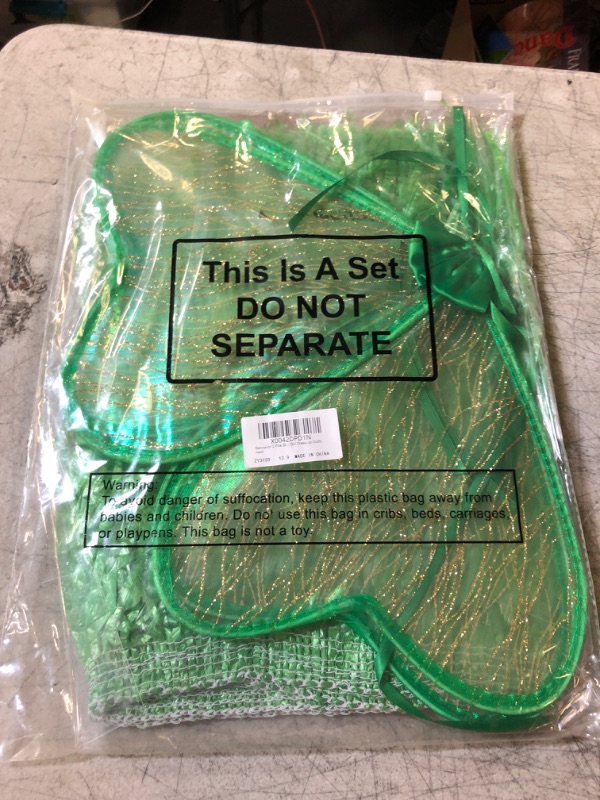 Dane
This Is A Set
DO NOT
SEPARATE
X0042DPD1N
MADE IN CHINA
Warning:
To avoid danger of suffocation, keep this plastic bag away from
babies and children. Do not use this bag in cribs, beds, carriages
or playpens. This bag is not a toy.